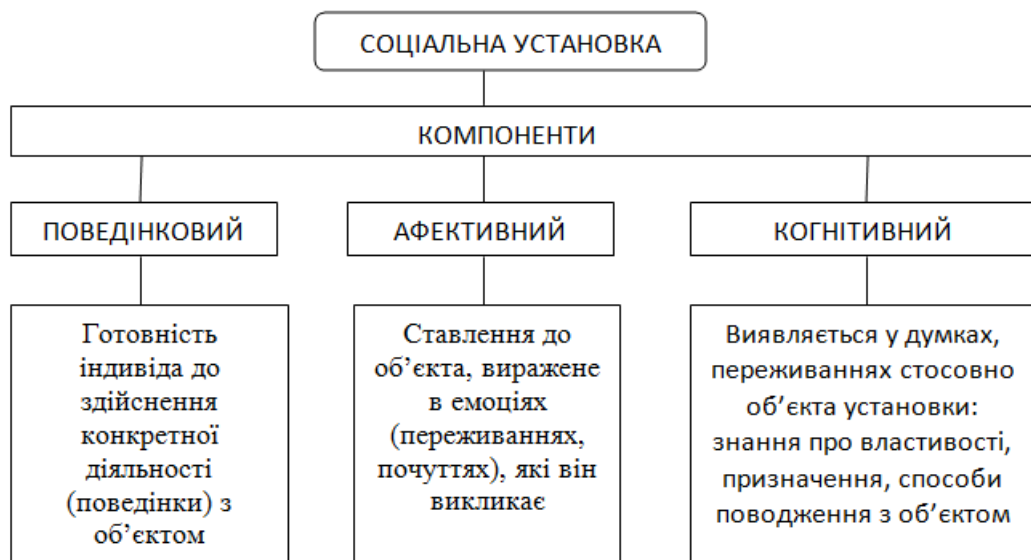 СОЦІАЛЬНА УСТАНОВКА
КОМПОНЕНТИ
ПОВЕДІНКОВИЙ
АФЕКТИВНИЙ
КОГНІТИВНИЙ
Готовність
індивіда до
здійснення
конкретної
діяльності
(поведінки) з
об’єктом
Ставлення до
об’єкта, виражене
в емоціях
(переживаннях,
почуттях), які він
викликає
Виявляється у думках,
переживаннях стосовно
об’єкта установки:
знання про властивості,
призначення, способи
поводження з об’єктом